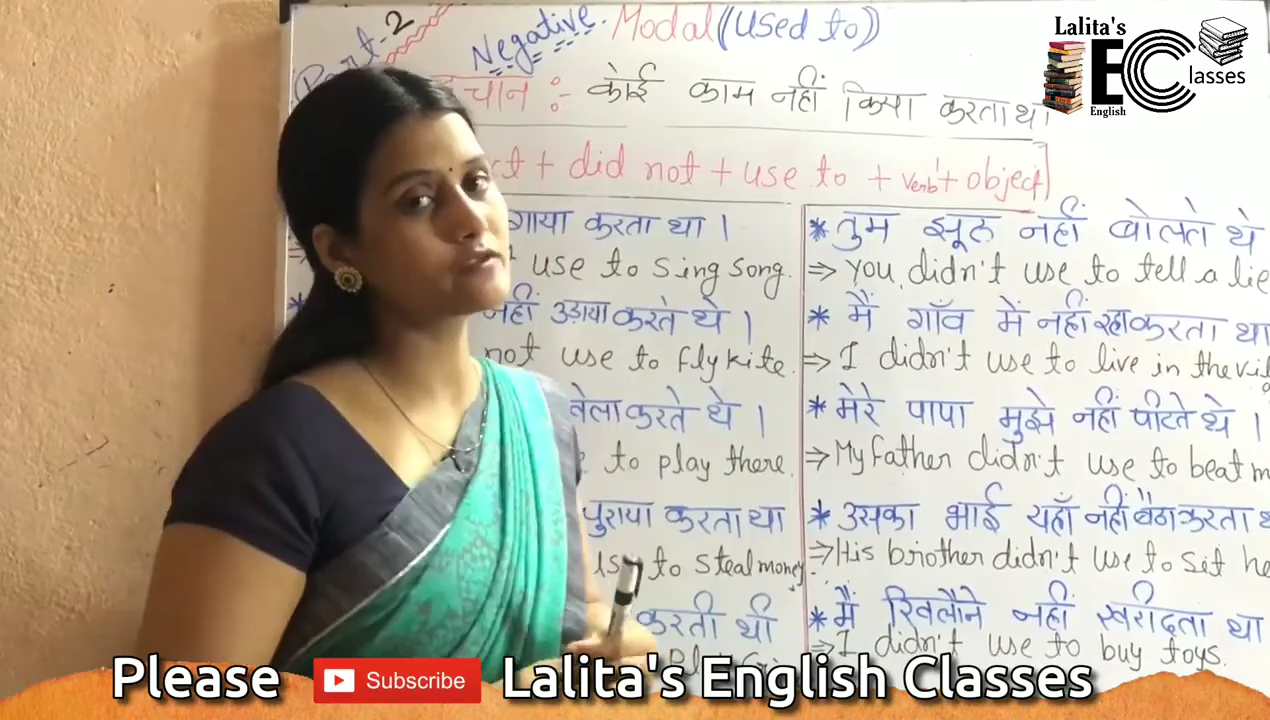 Part-2 Negative. Modal (Used to)
Lalita's
EC Classes
English
चान :- कोई काम नहीं किया करता था।
ct + did not + use to + verb¹ + object]
गाया करता था ।
use to sing song.
नहीं उडाया करते थे ।
not use to fly kite.
खेला करते थे ।
to play there.
चुराया करता था
use to steal money.
करती थी
* तुम झूठ नहीं बोलते थे
⇒ You didn't use to tell a lie
* मैं गाँव में नहीं रहा करता था
⇒ I didn't use to live in the vil
* मेरे पापा मुझे नहीं पीटते थे ।
⇒ My father didn't use to beat m
* उसका भाई यहाँ नहीं बैठा करता थ
⇒ His brother didn't use to sit he
* मैं खिलौने नहीं खरीदता था
⇒ I didn't use to buy toys.
Please Subscribe Lalita's English Classes